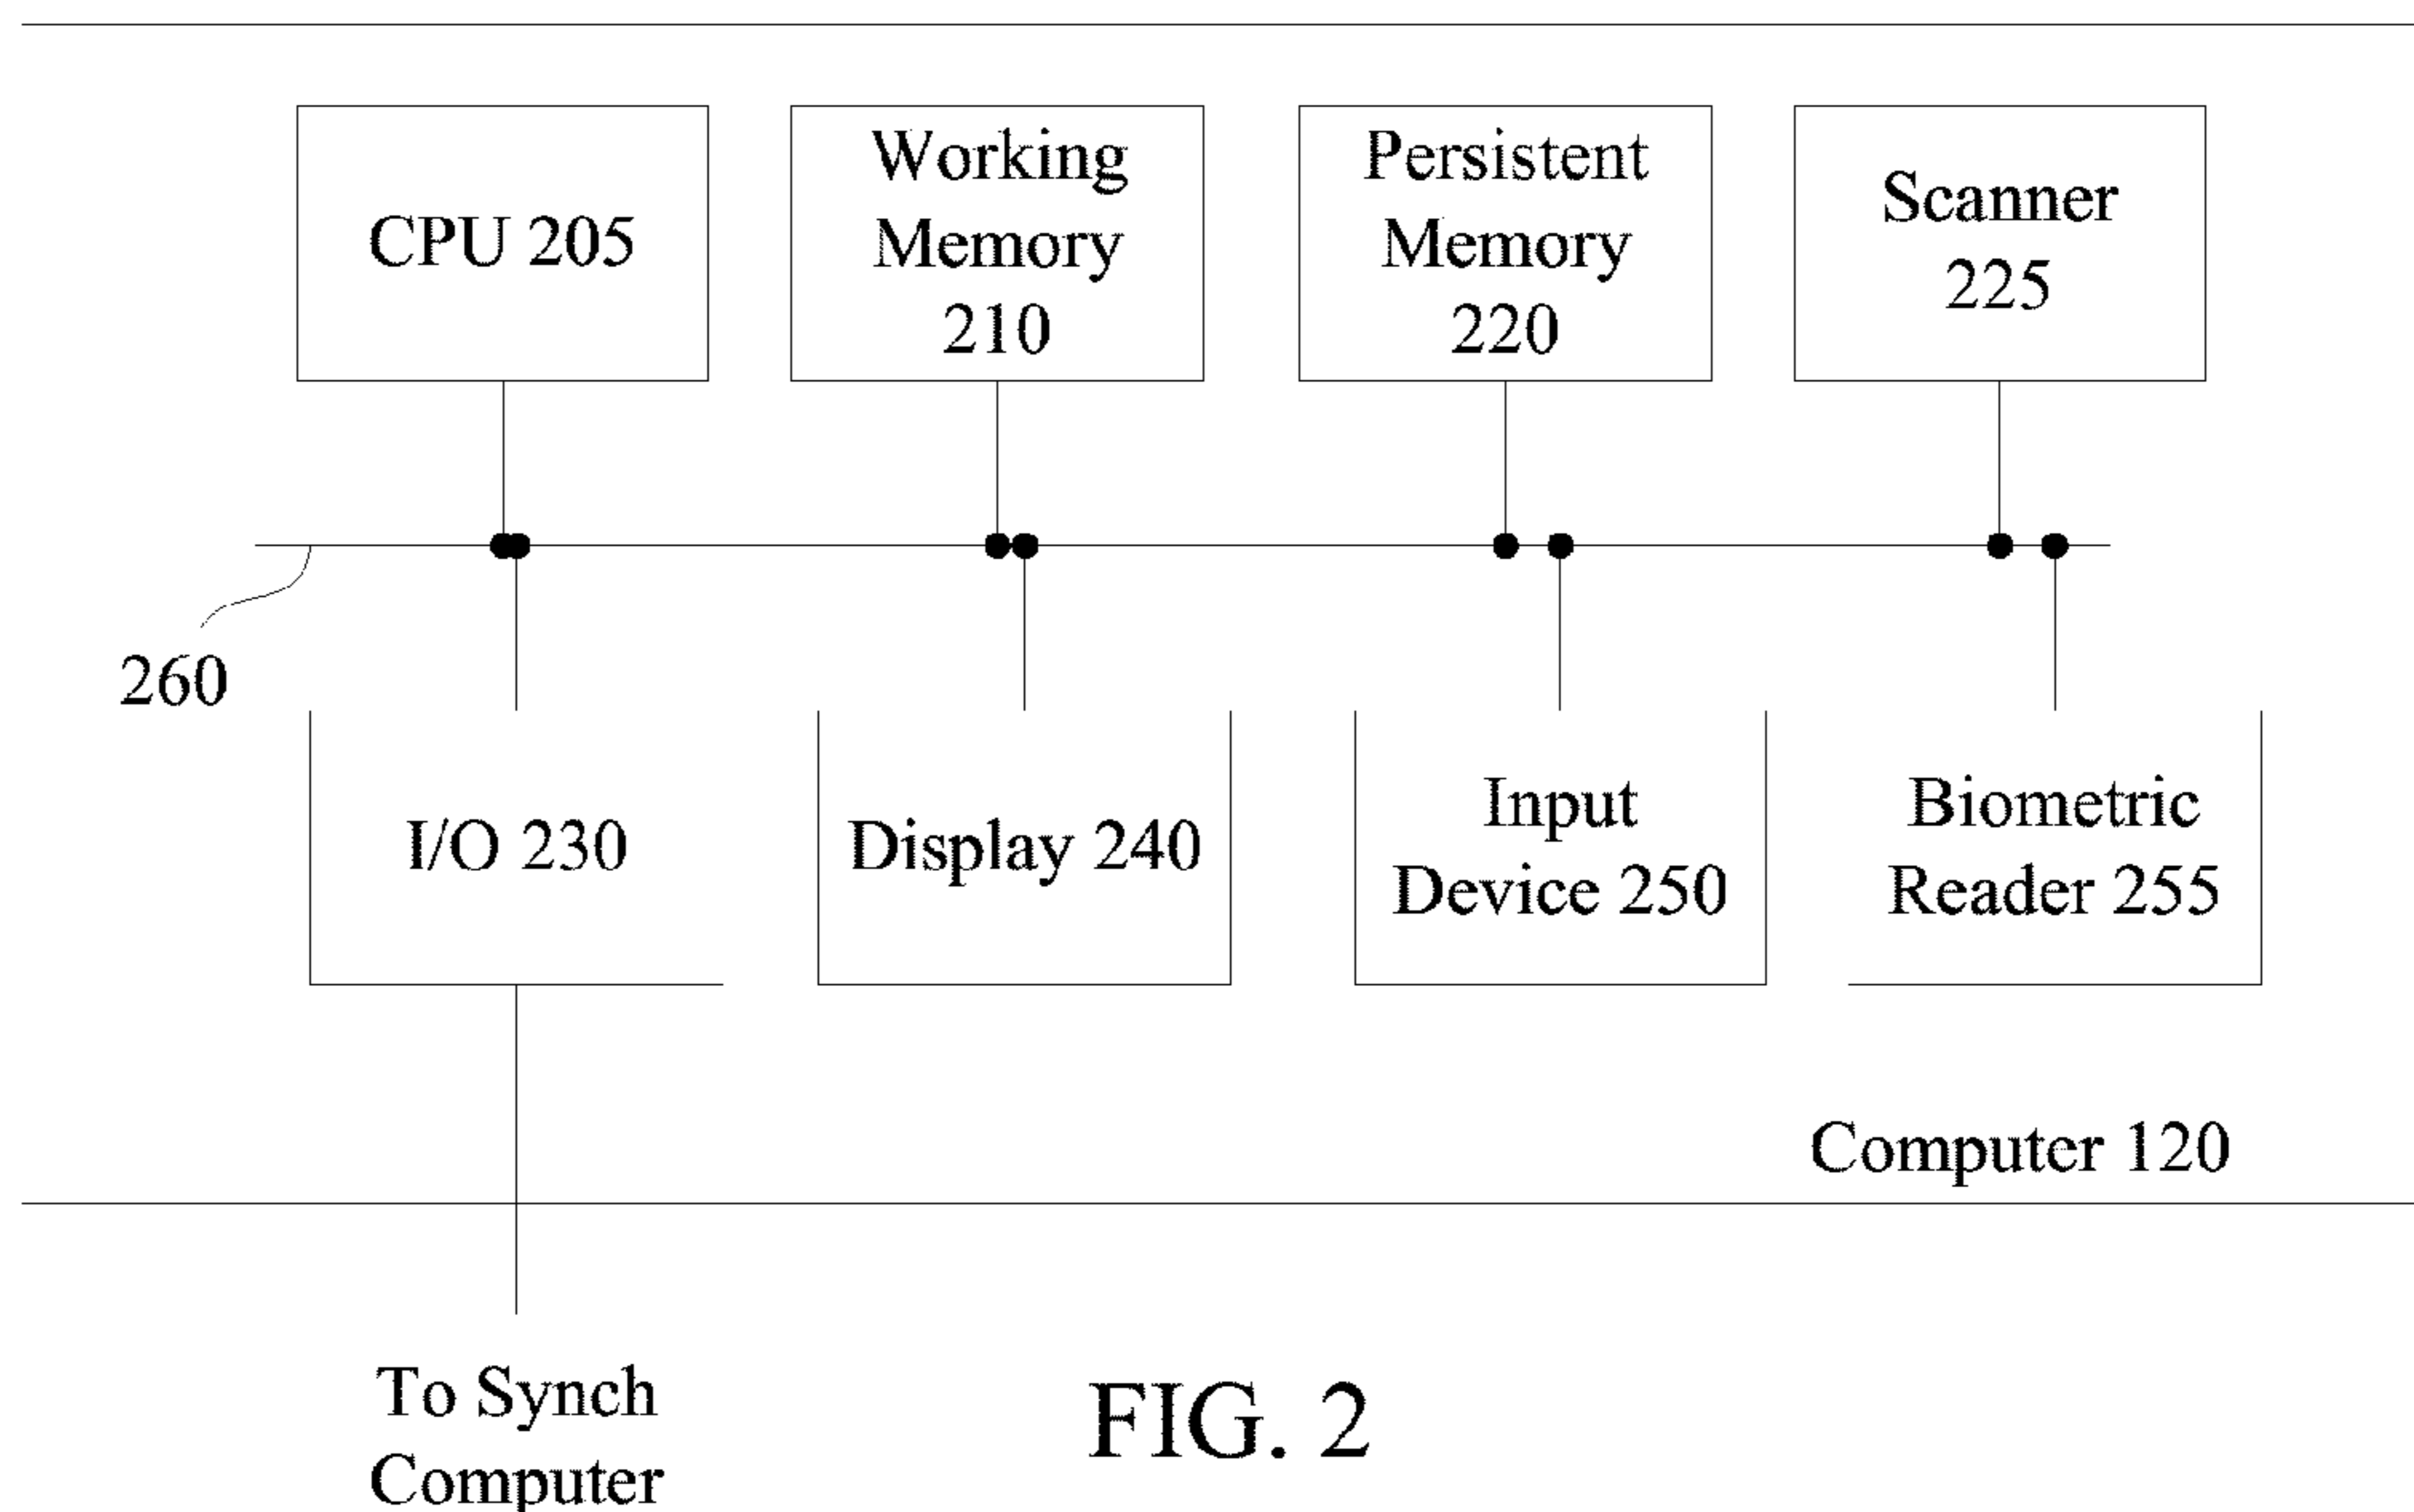 CPU 205
Working
Memory
210
Persistent
Memory
220
Scanner
225
260
I/O 230
Display 240
Input
Device 250
Biometric
Reader 255
Computer 120
To Synch
Computer
FIG. 2